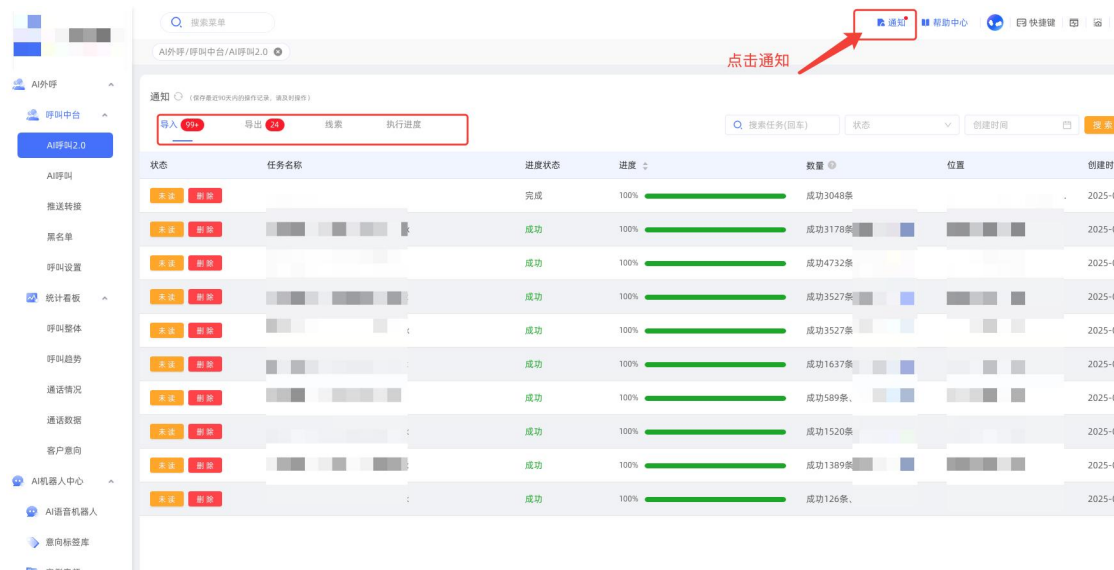 搜索菜单
通知
帮助中心
快捷键
AI外呼/呼叫中台/AI呼叫2.0
点击通知
AI外呼
呼叫中台
AI呼叫2.0
AI呼叫
推送转接
黑名单
呼叫设置
统计看板
呼叫整体
呼叫趋势
通话情况
通话数据
客户意向
AI机器人中心
AI语音机器人
意向标签库
通知 (保存最近90天内的操作记录，请及时操作)
导入 99+ 导出 24 线索 执行进度
搜索任务(回车) 状态 创建时间 搜索
状态 任务名称 进度状态 进度 数量 位置 创建时
未读 删除 完成 100% 成功3048条 2025-
未读 删除 成功 100% 成功3178条 2025-
未读 删除 成功 100% 成功4732条 2025-
未读 删除 成功 100% 成功3527条 2025-
未读 删除 成功 100% 成功3527条 2025-
未读 删除 成功 100% 成功1637条 2025-
未读 删除 成功 100% 成功589条, 2025-
未读 删除 成功 100% 成功1520条 2025-
未读 删除 成功 100% 成功1389条 2025-
未读 删除 成功 100% 成功126条, 2025-